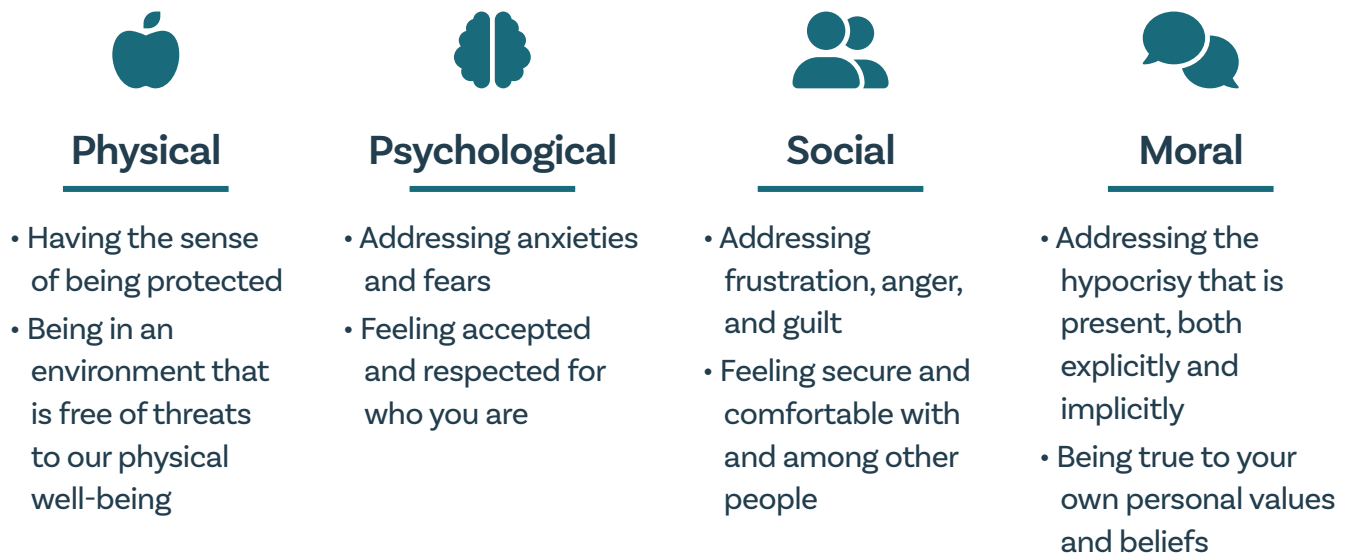 Physical
• Having the sense
of being protected
• Being in an
environment that
is free of threats
to our physical
well-being
Psychological
• Addressing anxieties
and fears
• Feeling accepted
and respected for
who you are
Social
• Addressing
frustration, anger,
and guilt
• Feeling secure and
comfortable with
and among other
people
Moral
• Addressing the
hypocrisy that is
present, both
explicitly and
implicitly
• Being true to your
own personal values
and beliefs